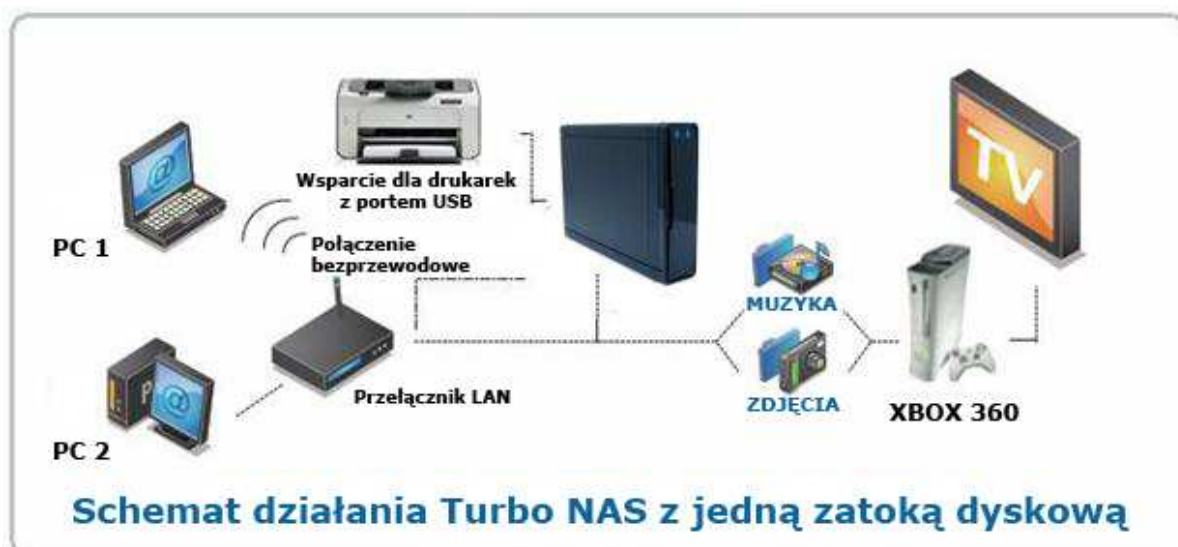 Wsparcie dla drukarek
z portem USB
PC 1
Połączenie
bezprzewodowe
TV
MUZYKA
Przełącznik LAN
ZDJĘCIA
XBOX 360
PC 2
Schemat działania Turbo NAS z jedną zatoką dyskową